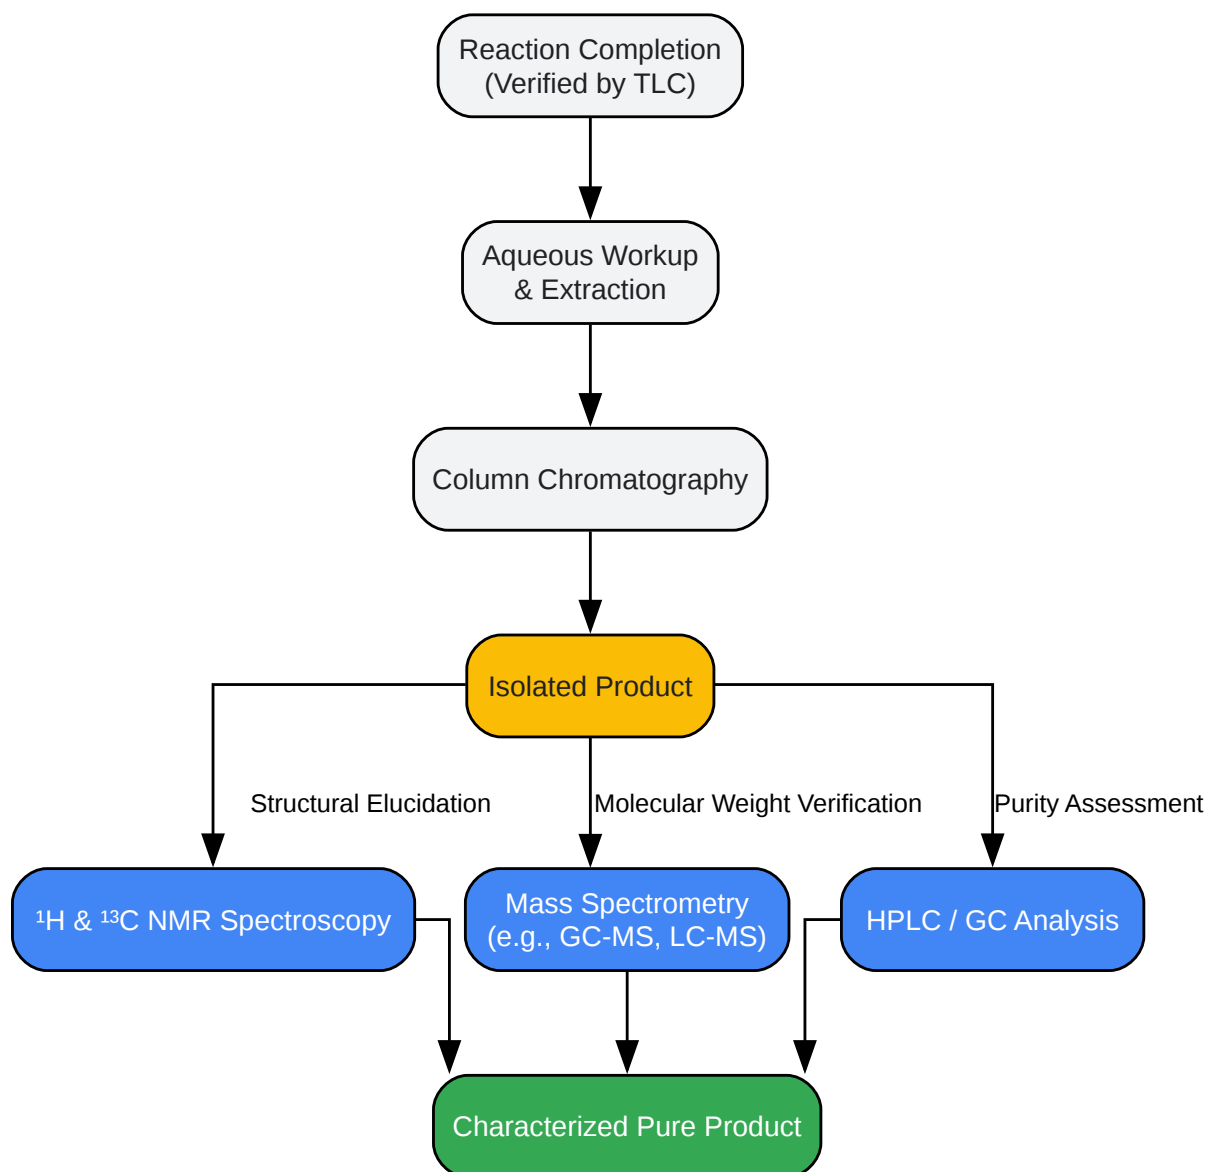 Reaction Completion
(Verified by TLC)
Aqueous Workup
& Extraction
Column Chromatography
Isolated Product
Structural Elucidation
Molecular Weight Verification
Purity Assessment
¹H & ¹³C NMR Spectroscopy
Mass Spectrometry
(e.g., GC-MS, LC-MS)
HPLC / GC Analysis
Characterized Pure Product